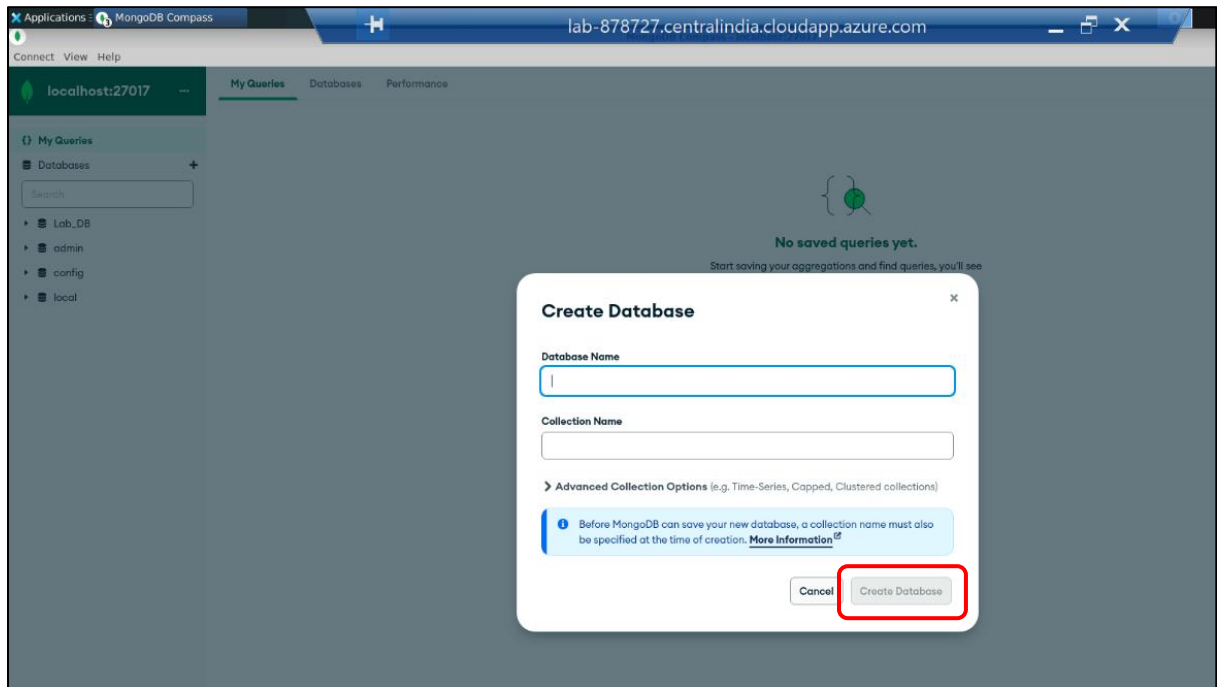 Applications MongoDB Compass
lab-878727.centralindia.cloudapp.azure.com
Connect View Help
localhost:27017 ...
My Queries Databases Performance
{} My Queries
Databases +
Search
Lab_DB
admin
config
local
No saved queries yet.
Start saving your aggregations and find queries, you'll see
Create Database
Database Name
Collection Name
Advanced Collection Options (e.g. Time-Series, Capped, Clustered collections)
Before MongoDB can save your new database, a collection name must also
be specified at the time of creation. More Information
Cancel Create Database